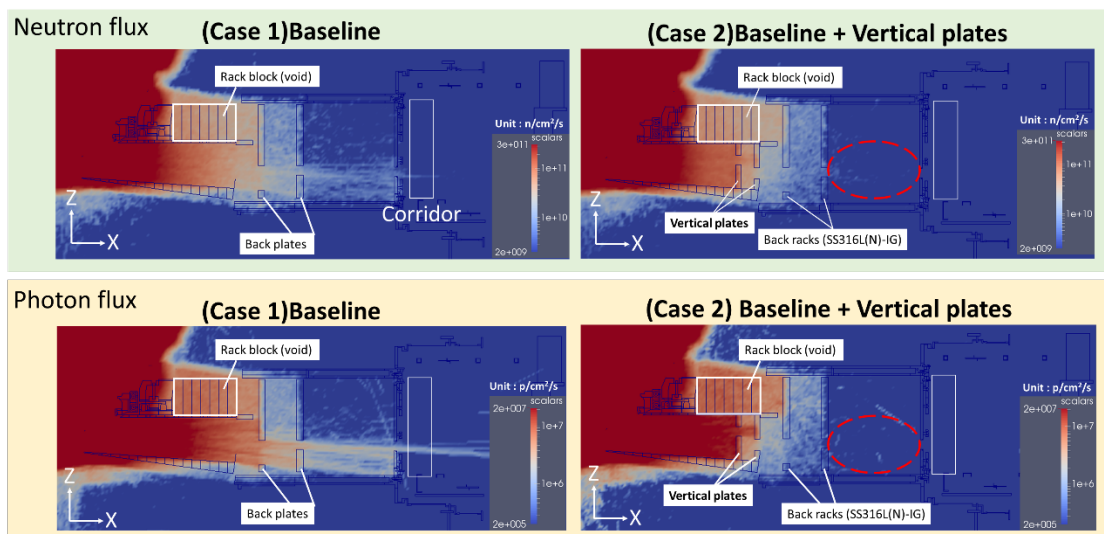 Neutron flux
(Case 1)Baseline
Rack block (void)
Unit : n/cm²/s
scalars
3e+011
1e+11
1e+10
2e+009
Z
X
Corridor
Back plates
(Case 2)Baseline + Vertical plates
Rack block (void)
Unit : n/cm²/s
scalars
3e+011
1e+11
1e+10
2e+009
Z
X
Vertical plates
Back racks (SS316L(N)-IG)
Photon flux
(Case 1)Baseline
Rack block (void)
Unit : p/cm²/s
scalars
2e+007
1e+7
1e+6
2e+005
Z
X
Back plates
(Case 2) Baseline + Vertical plates
Rack block (void)
Unit : p/cm²/s
scalars
2e+007
1e+7
1e+6
2e+005
Z
X
Vertical plates
Back racks (SS316L(N)-IG)